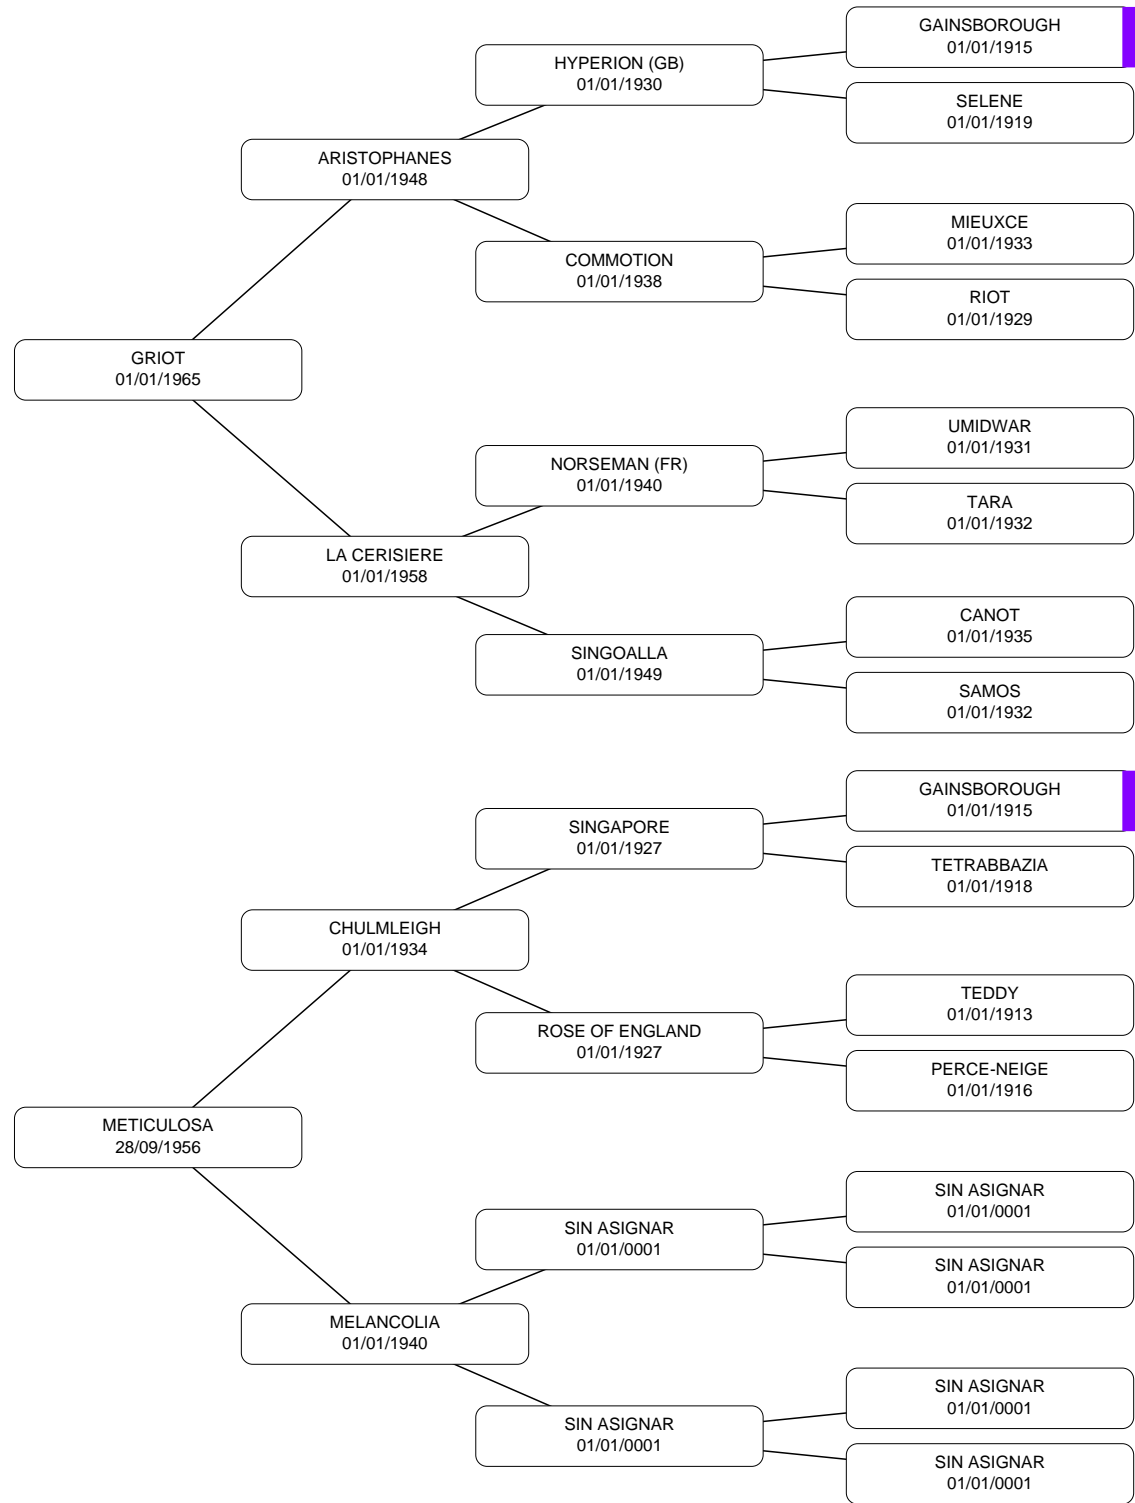 GAINSBOROUGH
01/01/1915
HYPERION (GB)
01/01/1930
SELENE
01/01/1919
ARISTOPHANES
01/01/1948
MIEUXCE
01/01/1933
COMMOTION
01/01/1938
RIOT
01/01/1929
GRIOT
01/01/1965
UMIDWAR
01/01/1931
NORSEMAN (FR)
01/01/1940
TARA
01/01/1932
LA CERISIERE
01/01/1958
CANOT
01/01/1935
SINGOALLA
01/01/1949
SAMOS
01/01/1932
GAINSBOROUGH
01/01/1915
SINGAPORE
01/01/1927
TETRABBAZIA
01/01/1918
CHULMLEIGH
01/01/1934
TEDDY
01/01/1913
ROSE OF ENGLAND
01/01/1927
PERCE-NEIGE
01/01/1916
METICULOSA
28/09/1956
SIN ASIGNAR
01/01/0001
SIN ASIGNAR
01/01/0001
SIN ASIGNAR
01/01/0001
MELANCOLIA
01/01/1940
SIN ASIGNAR
01/01/0001
SIN ASIGNAR
01/01/0001
SIN ASIGNAR
01/01/0001